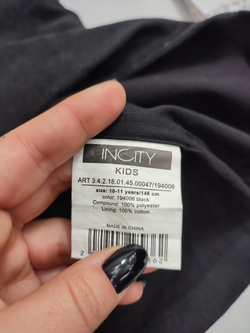 INCITY
KIDS
ART 3.4.2.18.01.45.00047/194006
size: 10-11 years/146 cm
color: 194006 black
Compound: 100% polyester
Lining: 100% cotton
MADE IN CHINA